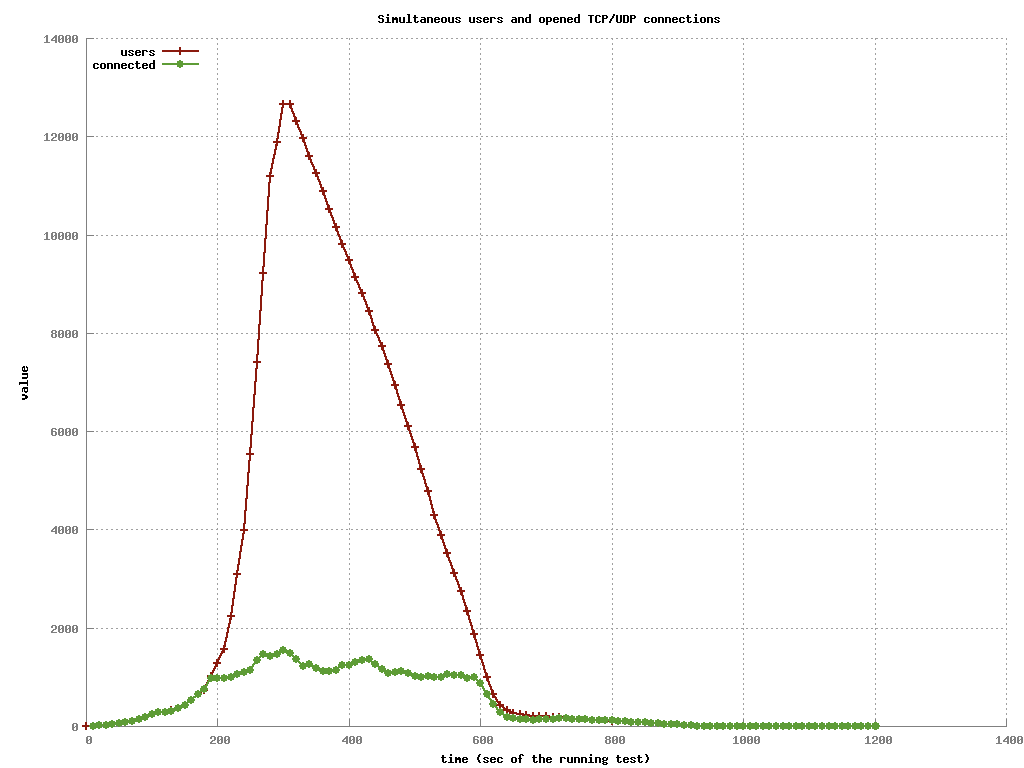 Simultaneous users and opened TCP/UDP connections
14000
users
connected
12000
10000
8000
value
6000
4000
2000
0
0 200 400 600 800 1000 1200 1400
time (sec of the running test)